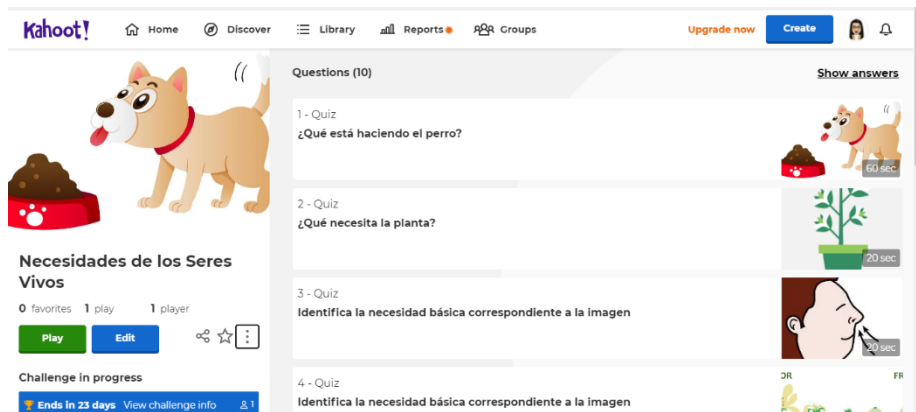 Kahoot!
Home
Discover
Library
Reports
Groups
Upgrade now
Create
Necesidades de los Seres
Vivos
0 favorites 1 play 1 player
Play
Edit
Challenge in progress
Ends in 23 days View challenge info 1
Questions (10)
Show answers
1 - Quiz
¿Qué está haciendo el perro?
60 sec
2 - Quiz
¿Qué necesita la planta?
20 sec
3 - Quiz
Identifica la necesidad básica correspondiente a la imagen
20 sec
4 - Quiz
Identifica la necesidad básica correspondiente a la imagen
OR
FR